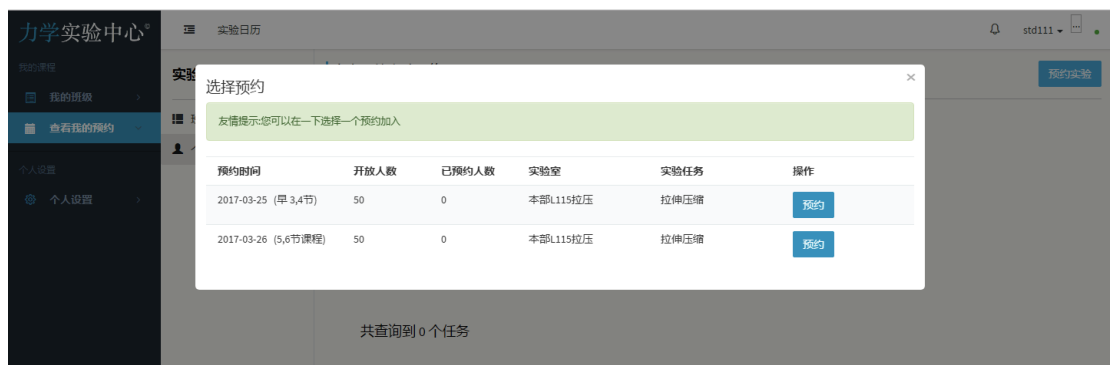 力学实验中心°
实验日历
std111
我的课程
我的班级
查看我的预约
个人设置
个人设置
预约实验
选择预约
×
友情提示:您可以在一下选择一个预约加入
预约时间 开放人数 已预约人数 实验室 实验任务 操作
2017-03-25 (早 3,4节) 50 0 本部L115拉压 拉伸压缩 预约
2017-03-26 (5,6节课程) 50 0 本部L115拉压 拉伸压缩 预约
共查询到 0 个任务